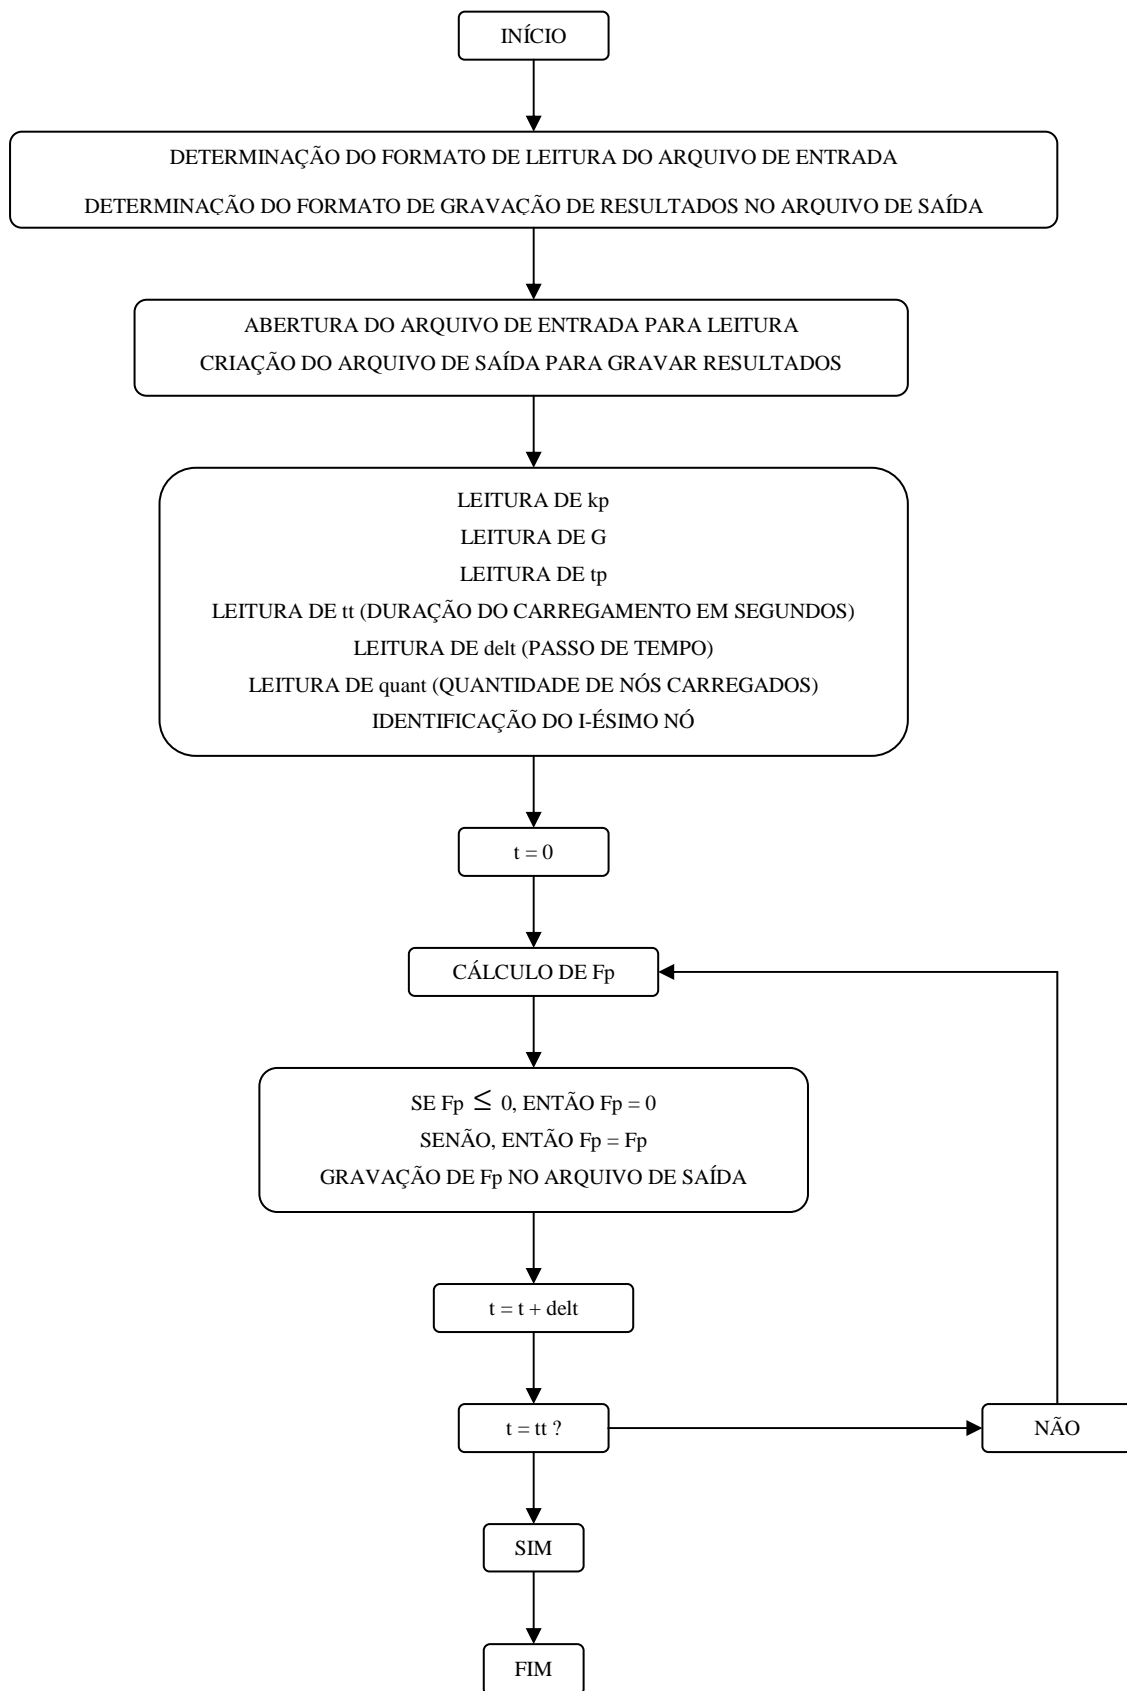 INÍCIO
DETERMINAÇÃO DO FORMATO DE LEITURA DO ARQUIVO DE ENTRADA
DETERMINAÇÃO DO FORMATO DE GRAVAÇÃO DE RESULTADOS NO ARQUIVO DE SAÍDA
ABERTURA DO ARQUIVO DE ENTRADA PARA LEITURA
CRIAÇÃO DO ARQUIVO DE SAÍDA PARA GRAVAR RESULTADOS
LEITURA DE kp
LEITURA DE G
LEITURA DE tp
LEITURA DE tt (DURAÇÃO DO CARREGAMENTO EM SEGUNDOS)
LEITURA DE delt (PASSO DE TEMPO)
LEITURA DE quant (QUANTIDADE DE NÓS CARREGADOS)
IDENTIFICAÇÃO DO I-ÉSIMO NÓ
t = 0
CÁLCULO DE Fp
SE Fp ≤ 0, ENTÃO Fp = 0
SENÃO, ENTÃO Fp = Fp
GRAVAÇÃO DE Fp NO ARQUIVO DE SAÍDA
t = t + delt
t = tt ?
NÃO
SIM
FIM